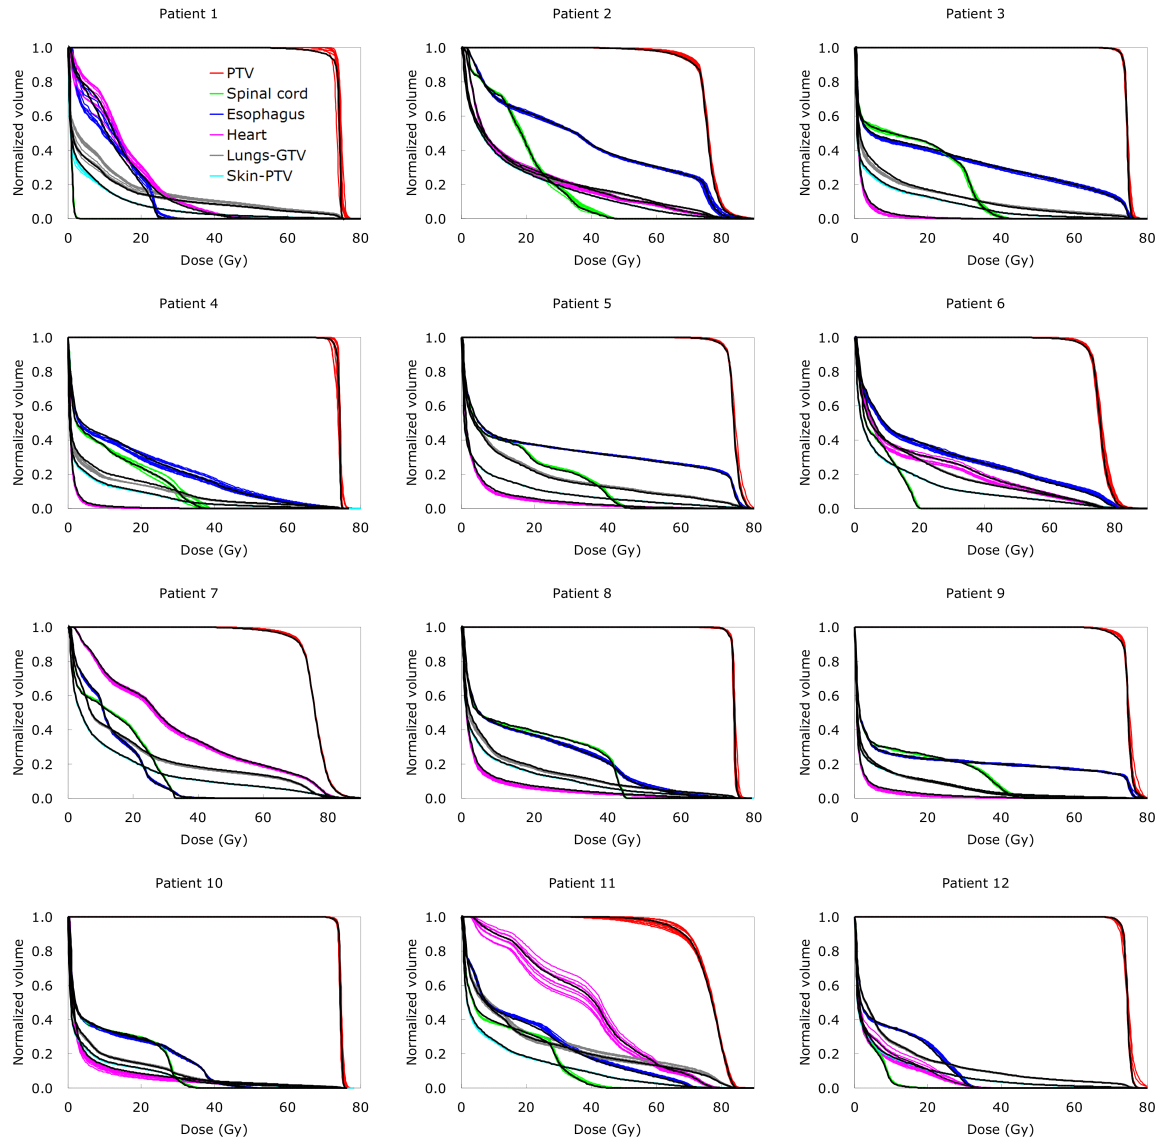 Patient 1
Patient 2
Patient 3
Normalized volume
1.0
0.8
0.6
0.4
0.2
0.0
PTV
Spinal cord
Esophagus
Heart
Lungs-GTV
Skin-PTV
0 20 40 60 80
Dose (Gy)
Normalized volume
1.0
0.8
0.6
0.4
0.2
0.0
0 20 40 60 80
Dose (Gy)
Normalized volume
1.0
0.8
0.6
0.4
0.2
0.0
0 20 40 60 80
Dose (Gy)
Patient 4
Patient 5
Patient 6
Normalized volume
1.0
0.8
0.6
0.4
0.2
0.0
0 20 40 60 80
Dose (Gy)
Normalized volume
1.0
0.8
0.6
0.4
0.2
0.0
0 20 40 60 80
Dose (Gy)
Normalized volume
1.0
0.8
0.6
0.4
0.2
0.0
0 20 40 60 80
Dose (Gy)
Patient 7
Patient 8
Patient 9
Normalized volume
1.0
0.8
0.6
0.4
0.2
0.0
0 20 40 60 80
Dose (Gy)
Normalized volume
1.0
0.8
0.6
0.4
0.2
0.0
0 20 40 60 80
Dose (Gy)
Normalized volume
1.0
0.8
0.6
0.4
0.2
0.0
0 20 40 60 80
Dose (Gy)
Patient 10
Patient 11
Patient 12
Normalized volume
1.0
0.8
0.6
0.4
0.2
0.0
0 20 40 60 80
Dose (Gy)
Normalized volume
1.0
0.8
0.6
0.4
0.2
0.0
0 20 40 60 80
Dose (Gy)
Normalized volume
1.0
0.8
0.6
0.4
0.2
0.0
0 20 40 60 80
Dose (Gy)